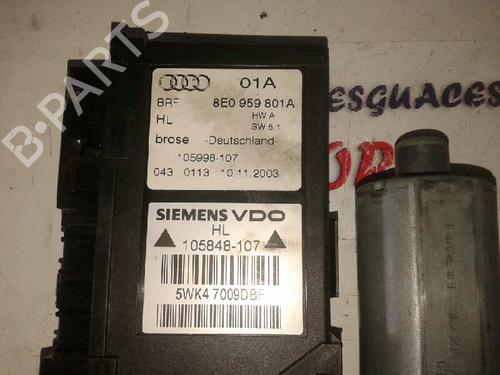 B-PARTS
01A
BRF 8E0 959 801A
HL HW A
SW 5.1
brose -Deutschland-
105998-107
043 0113 10.11.2003
SIEMENS VDO
HL
105848-107
5WK4 7009DBF
ESGUACES